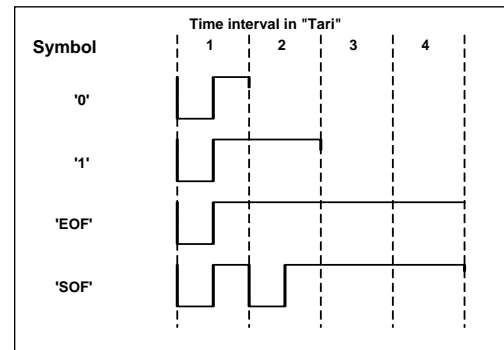 Time interval in "Tari"
Symbol 1 2 3 4
'0'
'1'
'EOF'
'SOF'